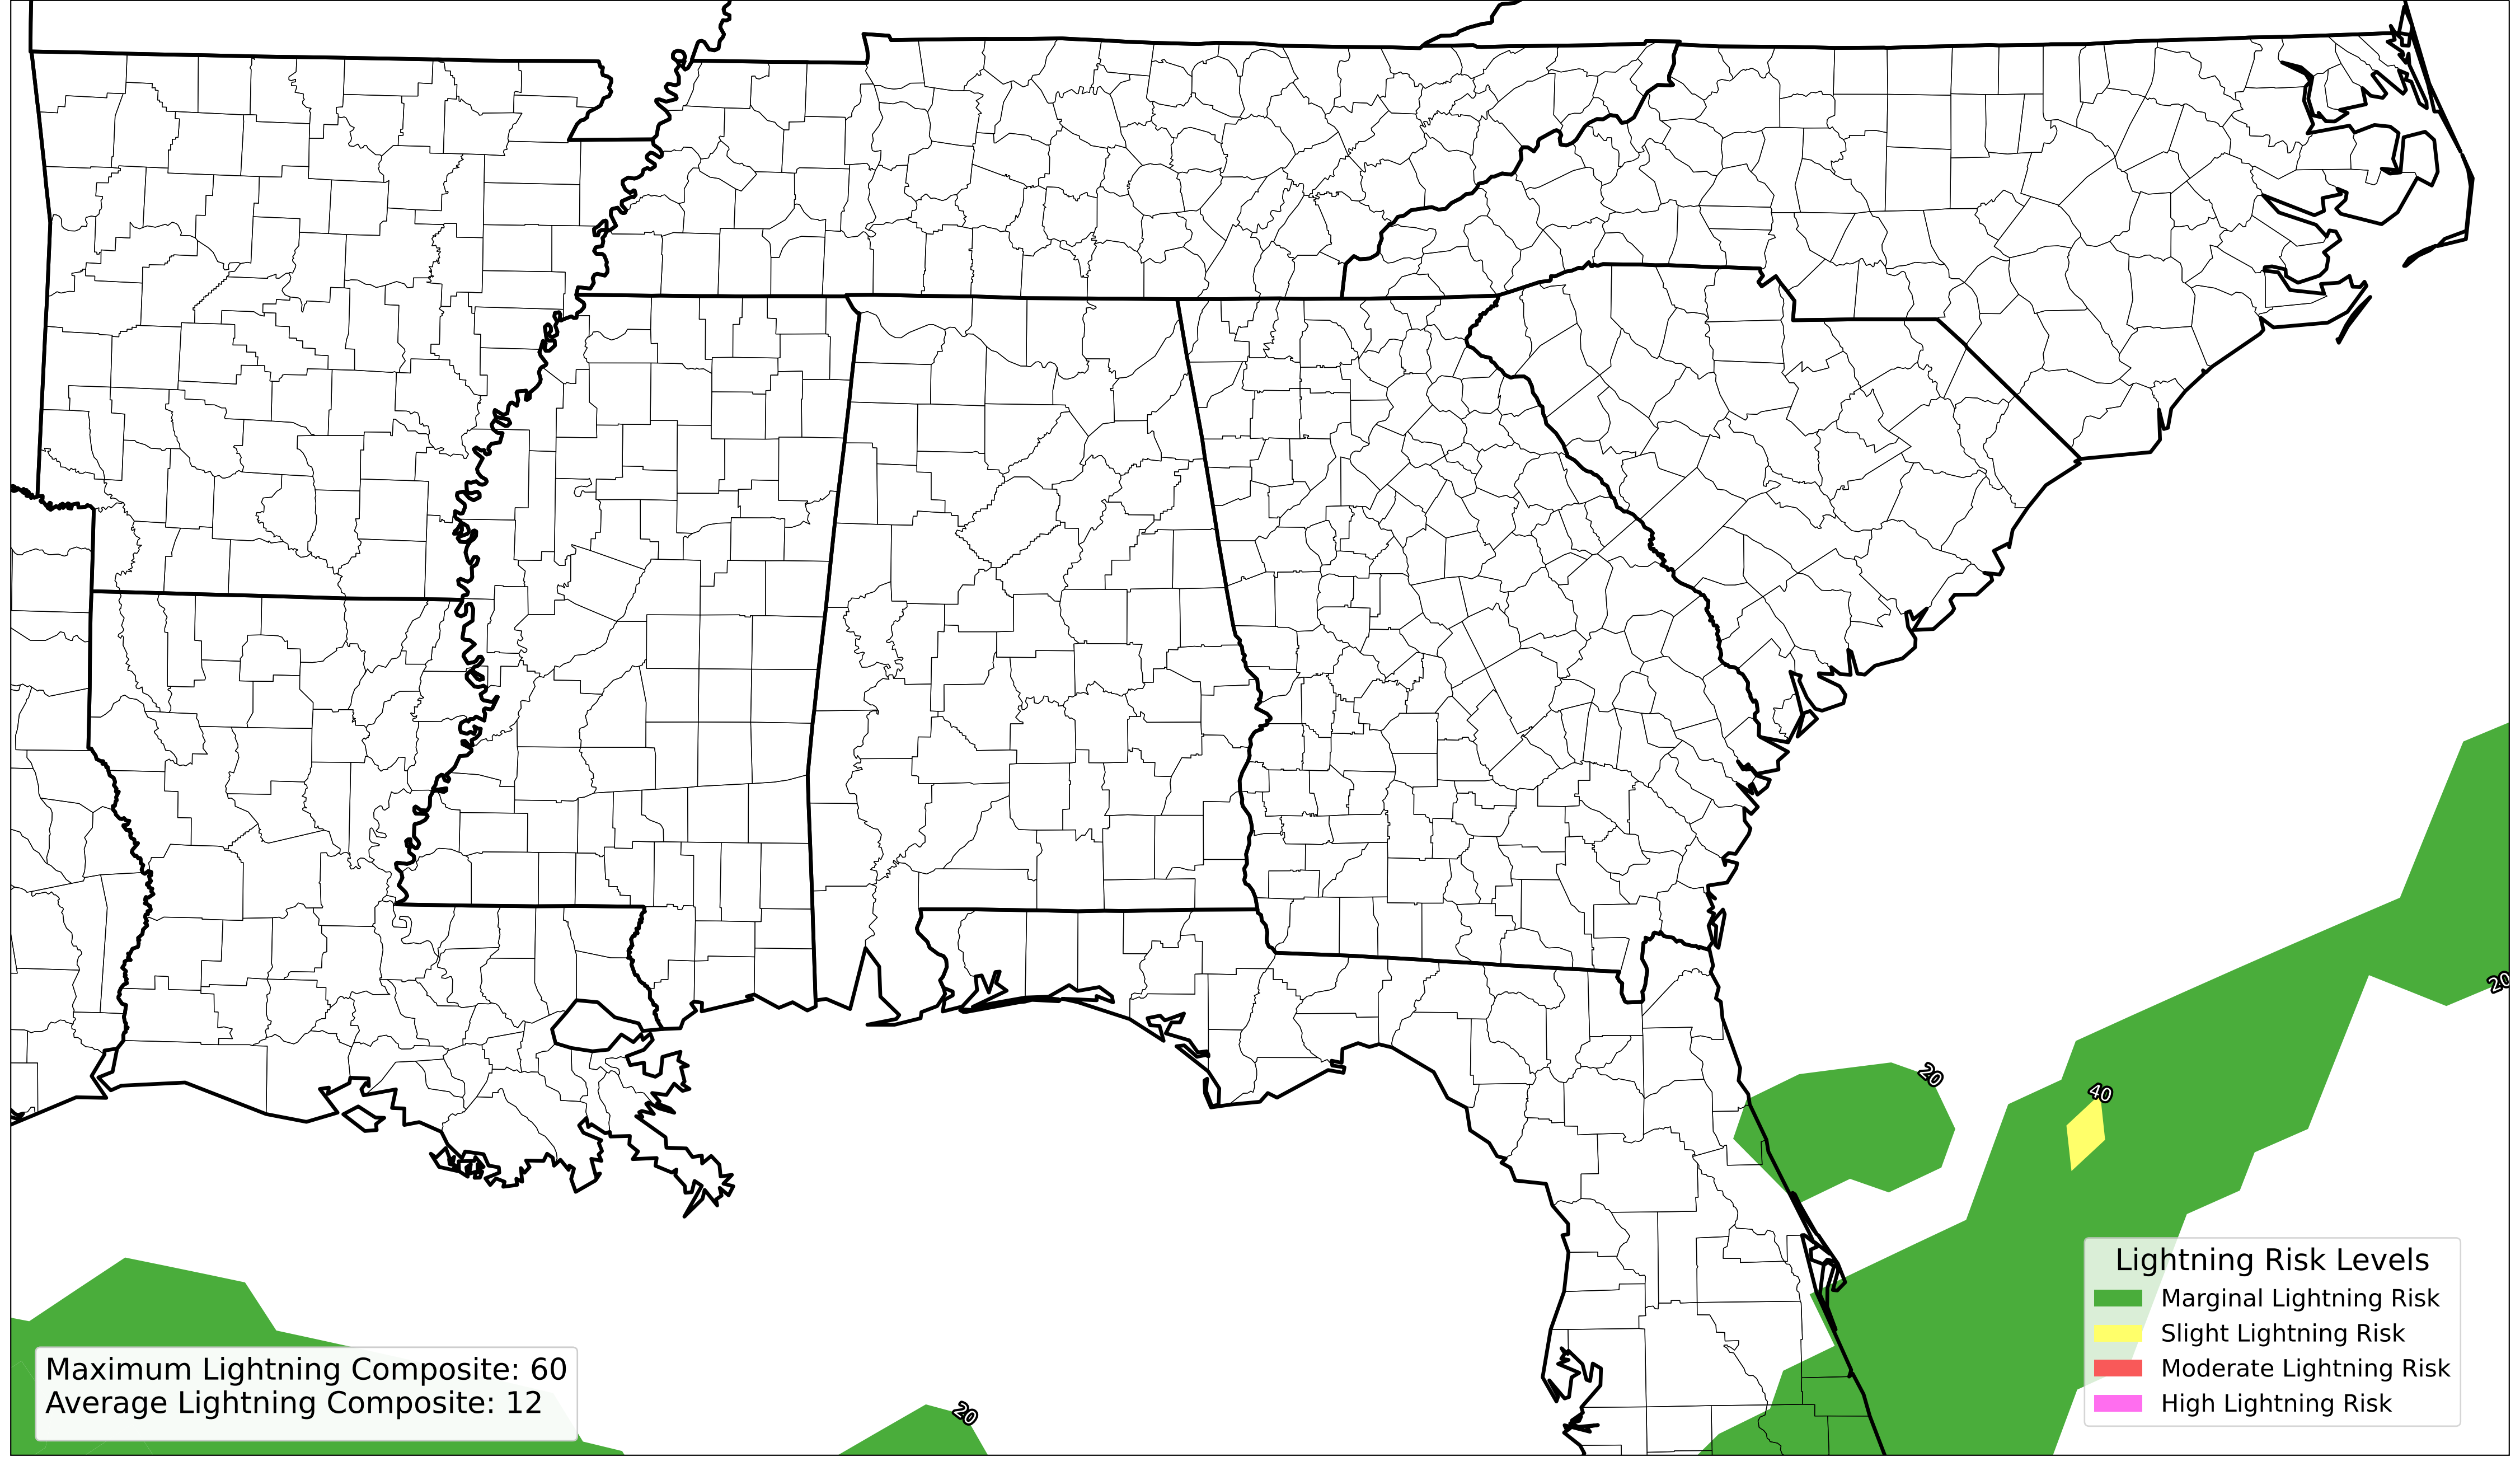 20
20
40
20
Lightning Risk Levels
Marginal Lightning Risk
Slight Lightning Risk
Moderate Lightning Risk
High Lightning Risk
Maximum Lightning Composite: 60
Average Lightning Composite: 12